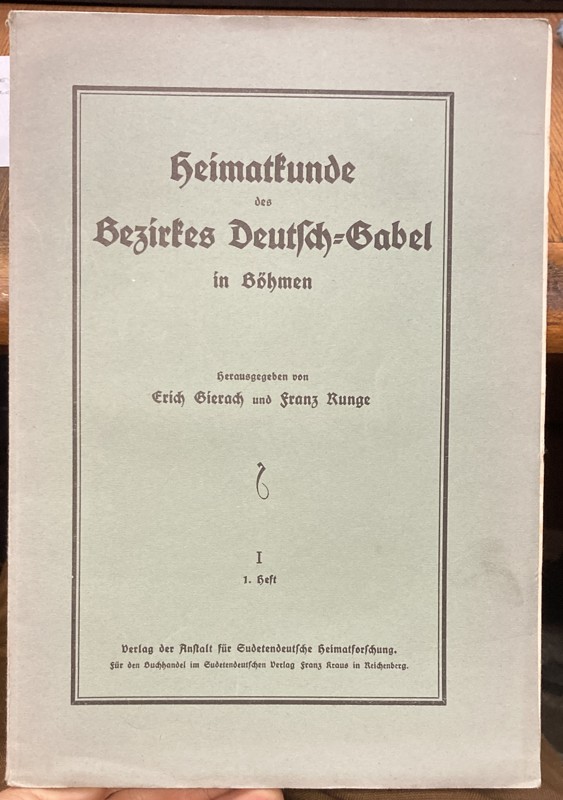 Heimatkunde
des
Bezirkes Deutſch-Gabel
in Böhmen
Herausgegeben von
Erich Gierach und Franz Runge
I
1. Heft
Verlag der Anſtalt für Sudetendeutſche Heimatforſchung.
Für den Buchhandel im Sudetendeutſchen Verlag Franz Kraus in Reichenberg.